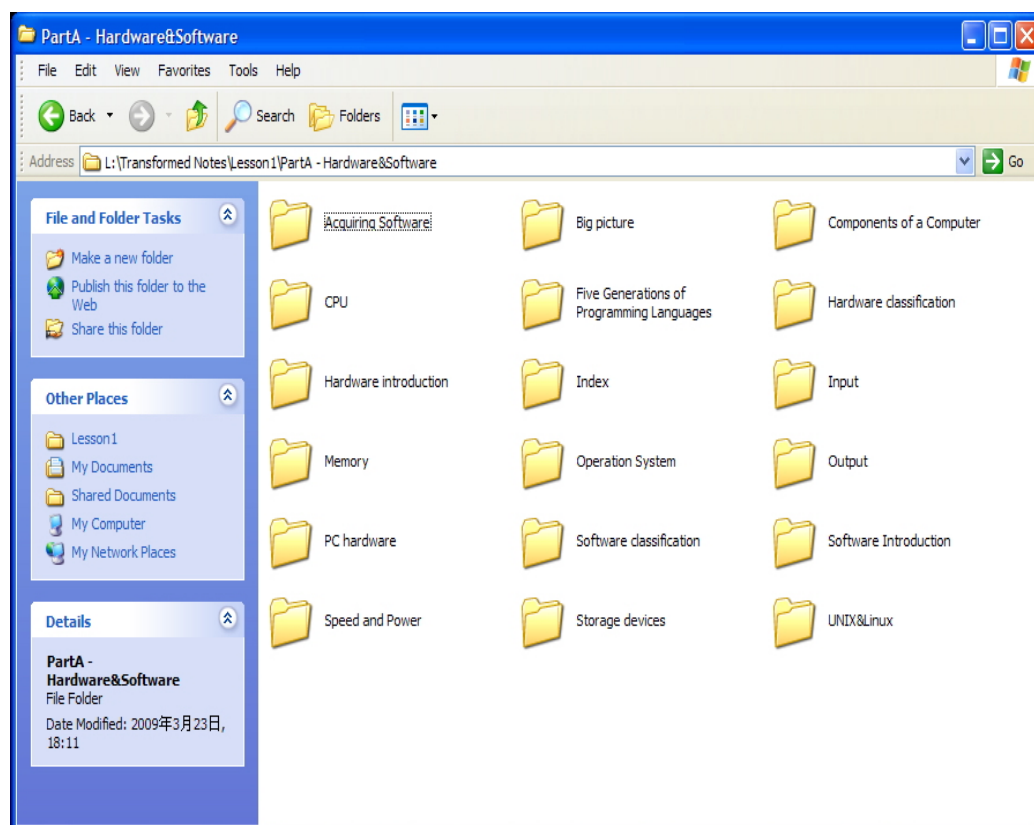 PartA - Hardware&Software
File Edit View Favorites Tools Help
Back Search Folders
Address L:\Transformed Notes\Lesson1\PartA - Hardware&Software Go
File and Folder Tasks
Make a new folder
Publish this folder to the
Web
Share this folder
Other Places
Lesson1
My Documents
Shared Documents
My Computer
My Network Places
Details
PartA -
Hardware&Software
File Folder
Date Modified: 2009年3月23日,
18:11
Acquiring Software Big picture Components of a Computer
CPU Five Generations of
Programming Languages Hardware classification
Hardware introduction Index Input
Memory Operation System Output
PC hardware Software classification Software Introduction
Speed and Power Storage devices UNIX&Linux